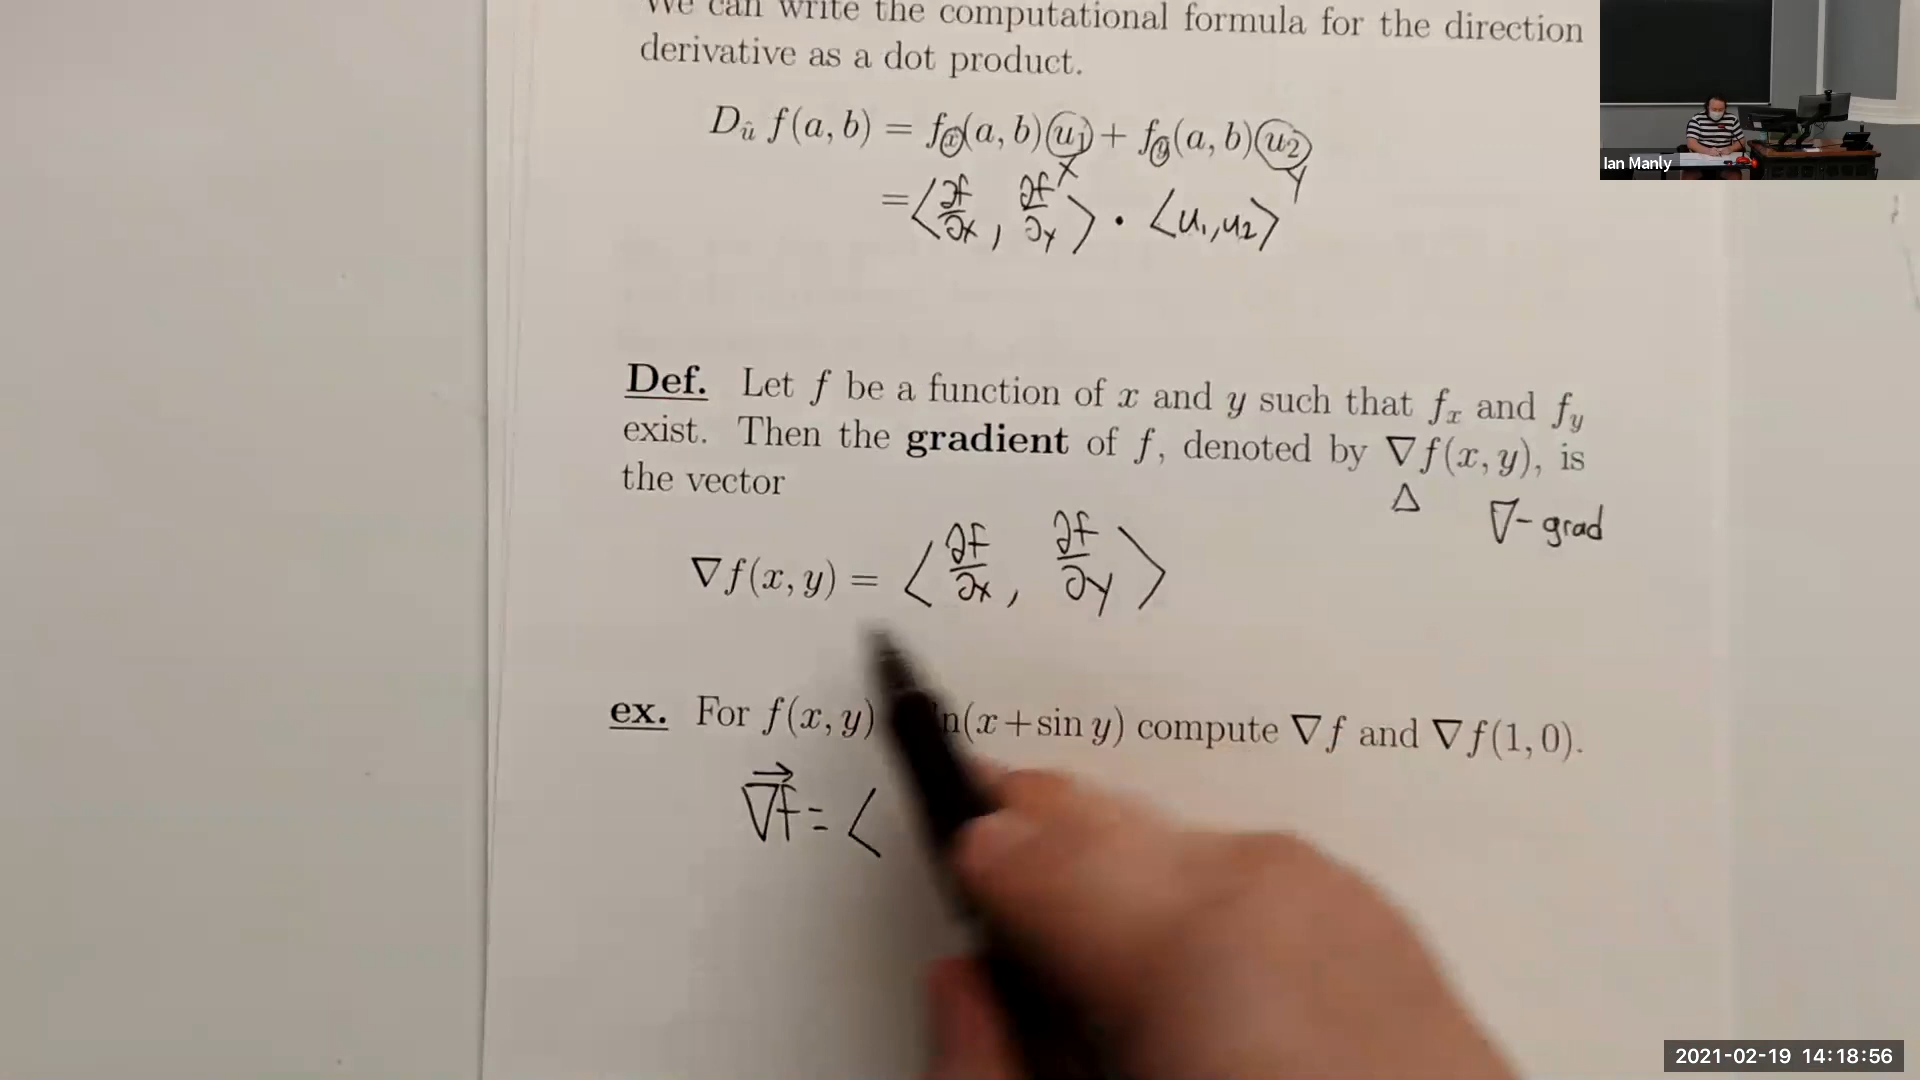 We can write the computational formula for the direction
derivative as a dot product.
D_û f(a, b) = f_x(a, b) u_1 + f_y(a, b) u_2
x y
= ⟨∂f/∂x, ∂f/∂y⟩ · ⟨u_1, u_2⟩
Def. Let f be a function of x and y such that f_x and f_y
exist. Then the gradient of f, denoted by ∇f(x, y), is
the vector
Δ ∇- grad
∇f(x, y) = ⟨∂f/∂x, ∂f/∂y⟩
ex. For f(x, y) n(x + sin y) compute ∇f and ∇f(1, 0).
∇f⃗ = ⟨
Ian Manly
2021-02-19 14:18:56